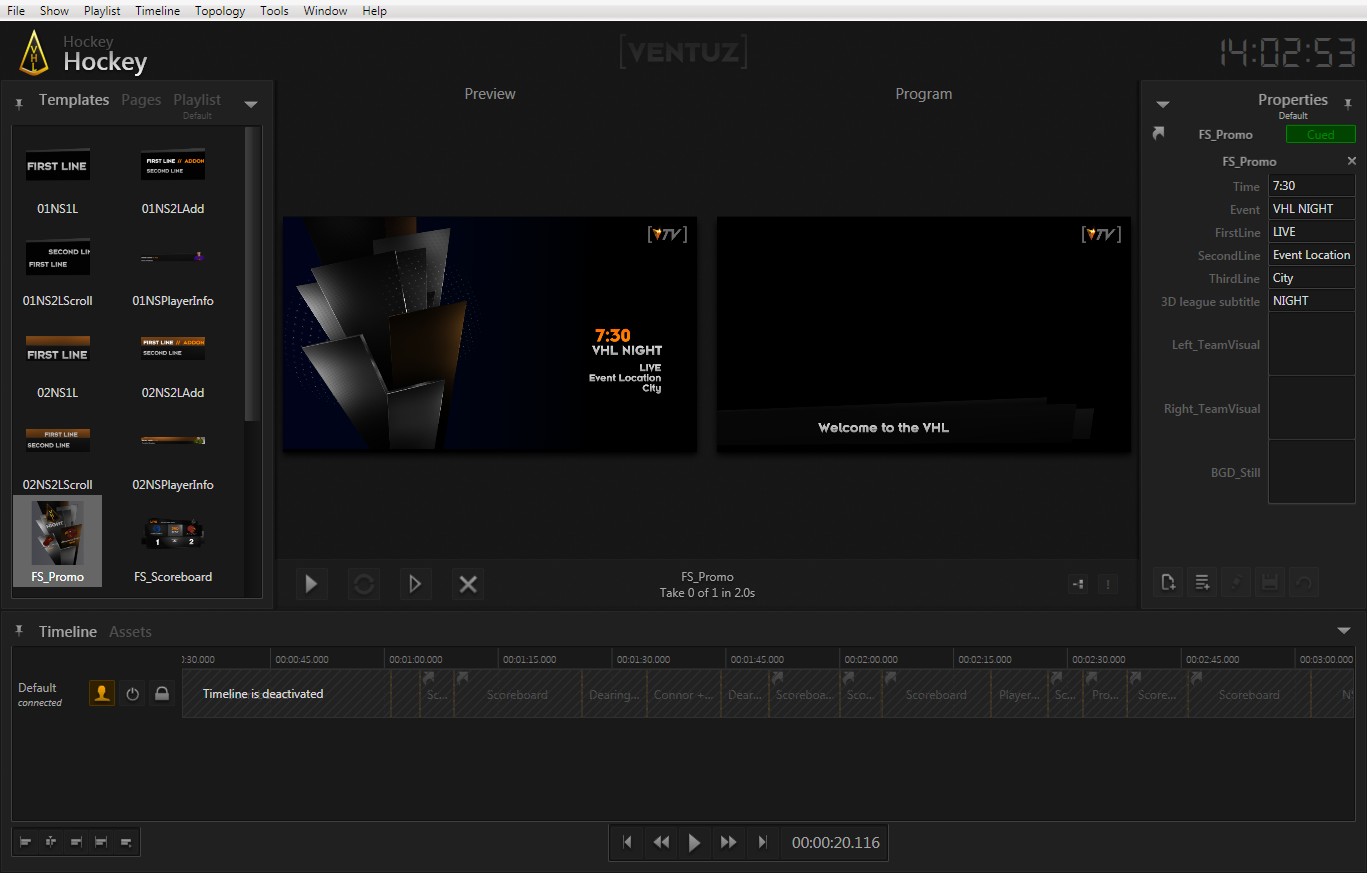 File Show Playlist Timeline Topology Tools Window Help
VHL
Hockey
Hockey
[VENTUZ]
14:02:53
Templates Pages Playlist
Default
Preview
Program
Properties
Default
FS_Promo Cued
FS_Promo
Time 7:30
Event VHL NIGHT
FirstLine LIVE
SecondLine Event Location
ThirdLine City
3D league subtitle NIGHT
Left_TeamVisual
Right_TeamVisual
BGD_Still
FIRST LINE
01NS1L
FIRST LINE // ADDON
SECOND LINE
01NS2LAdd
SECOND LIN
FIRST LINE
01NS2LScroll
01NSPlayerInfo
FIRST LINE
02NS1L
FIRST LINE // ADDON
SECOND LINE
02NS2LAdd
FIRST LINE
SECOND LINE
02NS2LScroll
02NSPlayerInfo
FS_Promo
1 2
FS_Scoreboard
[TV]
7:30
VHL NIGHT
LIVE
Event Location
City
[TV]
Welcome to the VHL
FS_Promo
Take 0 of 1 in 2.0s
Timeline Assets
0:30.000 00:00:45.000 00:01:00.000 00:01:15.000 00:01:30.000 00:01:45.000 00:02:00.000 00:02:15.000 00:02:30.000 00:02:45.000 00:03:00.000
Default
connected
Timeline is deactivated
Sc... Scoreboard Dearing... Connor +... Dear... Scoreboa... Sco... Scoreboard Player... Sc... Pro... Score... Scoreboard NS
00:00:20.116